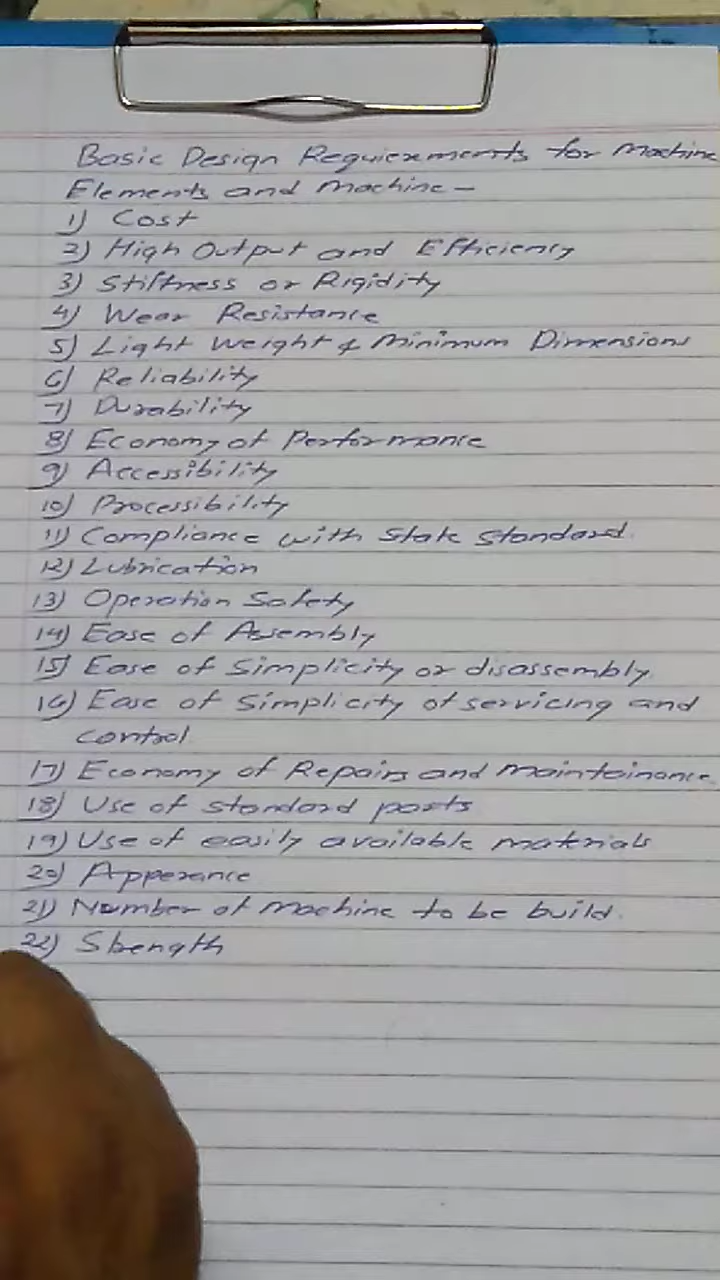 Basic Design Requierments for Machine
Elements and Machine -
1) Cost
2) High Output and Efficiency
3) Stiffness or Rigidity
4) Wear Resistance
5) Light Weight & Minimum Dimensions
6) Reliability
7) Durability
8) Economy of Performance
9) Accessibility
10) Processibility
11) Compliance with State Standard.
12) Lubrication
13) Operation Safety
14) Ease of Assembly
15) Ease of Simplicity or disassembly.
16) Ease of Simplicity of servicing and
control
17) Economy of Repairs and Maintainance.
18) Use of standard parts
19) Use of easily available materials
20) Apperance
21) Number of Machine to be build.
22) Strength